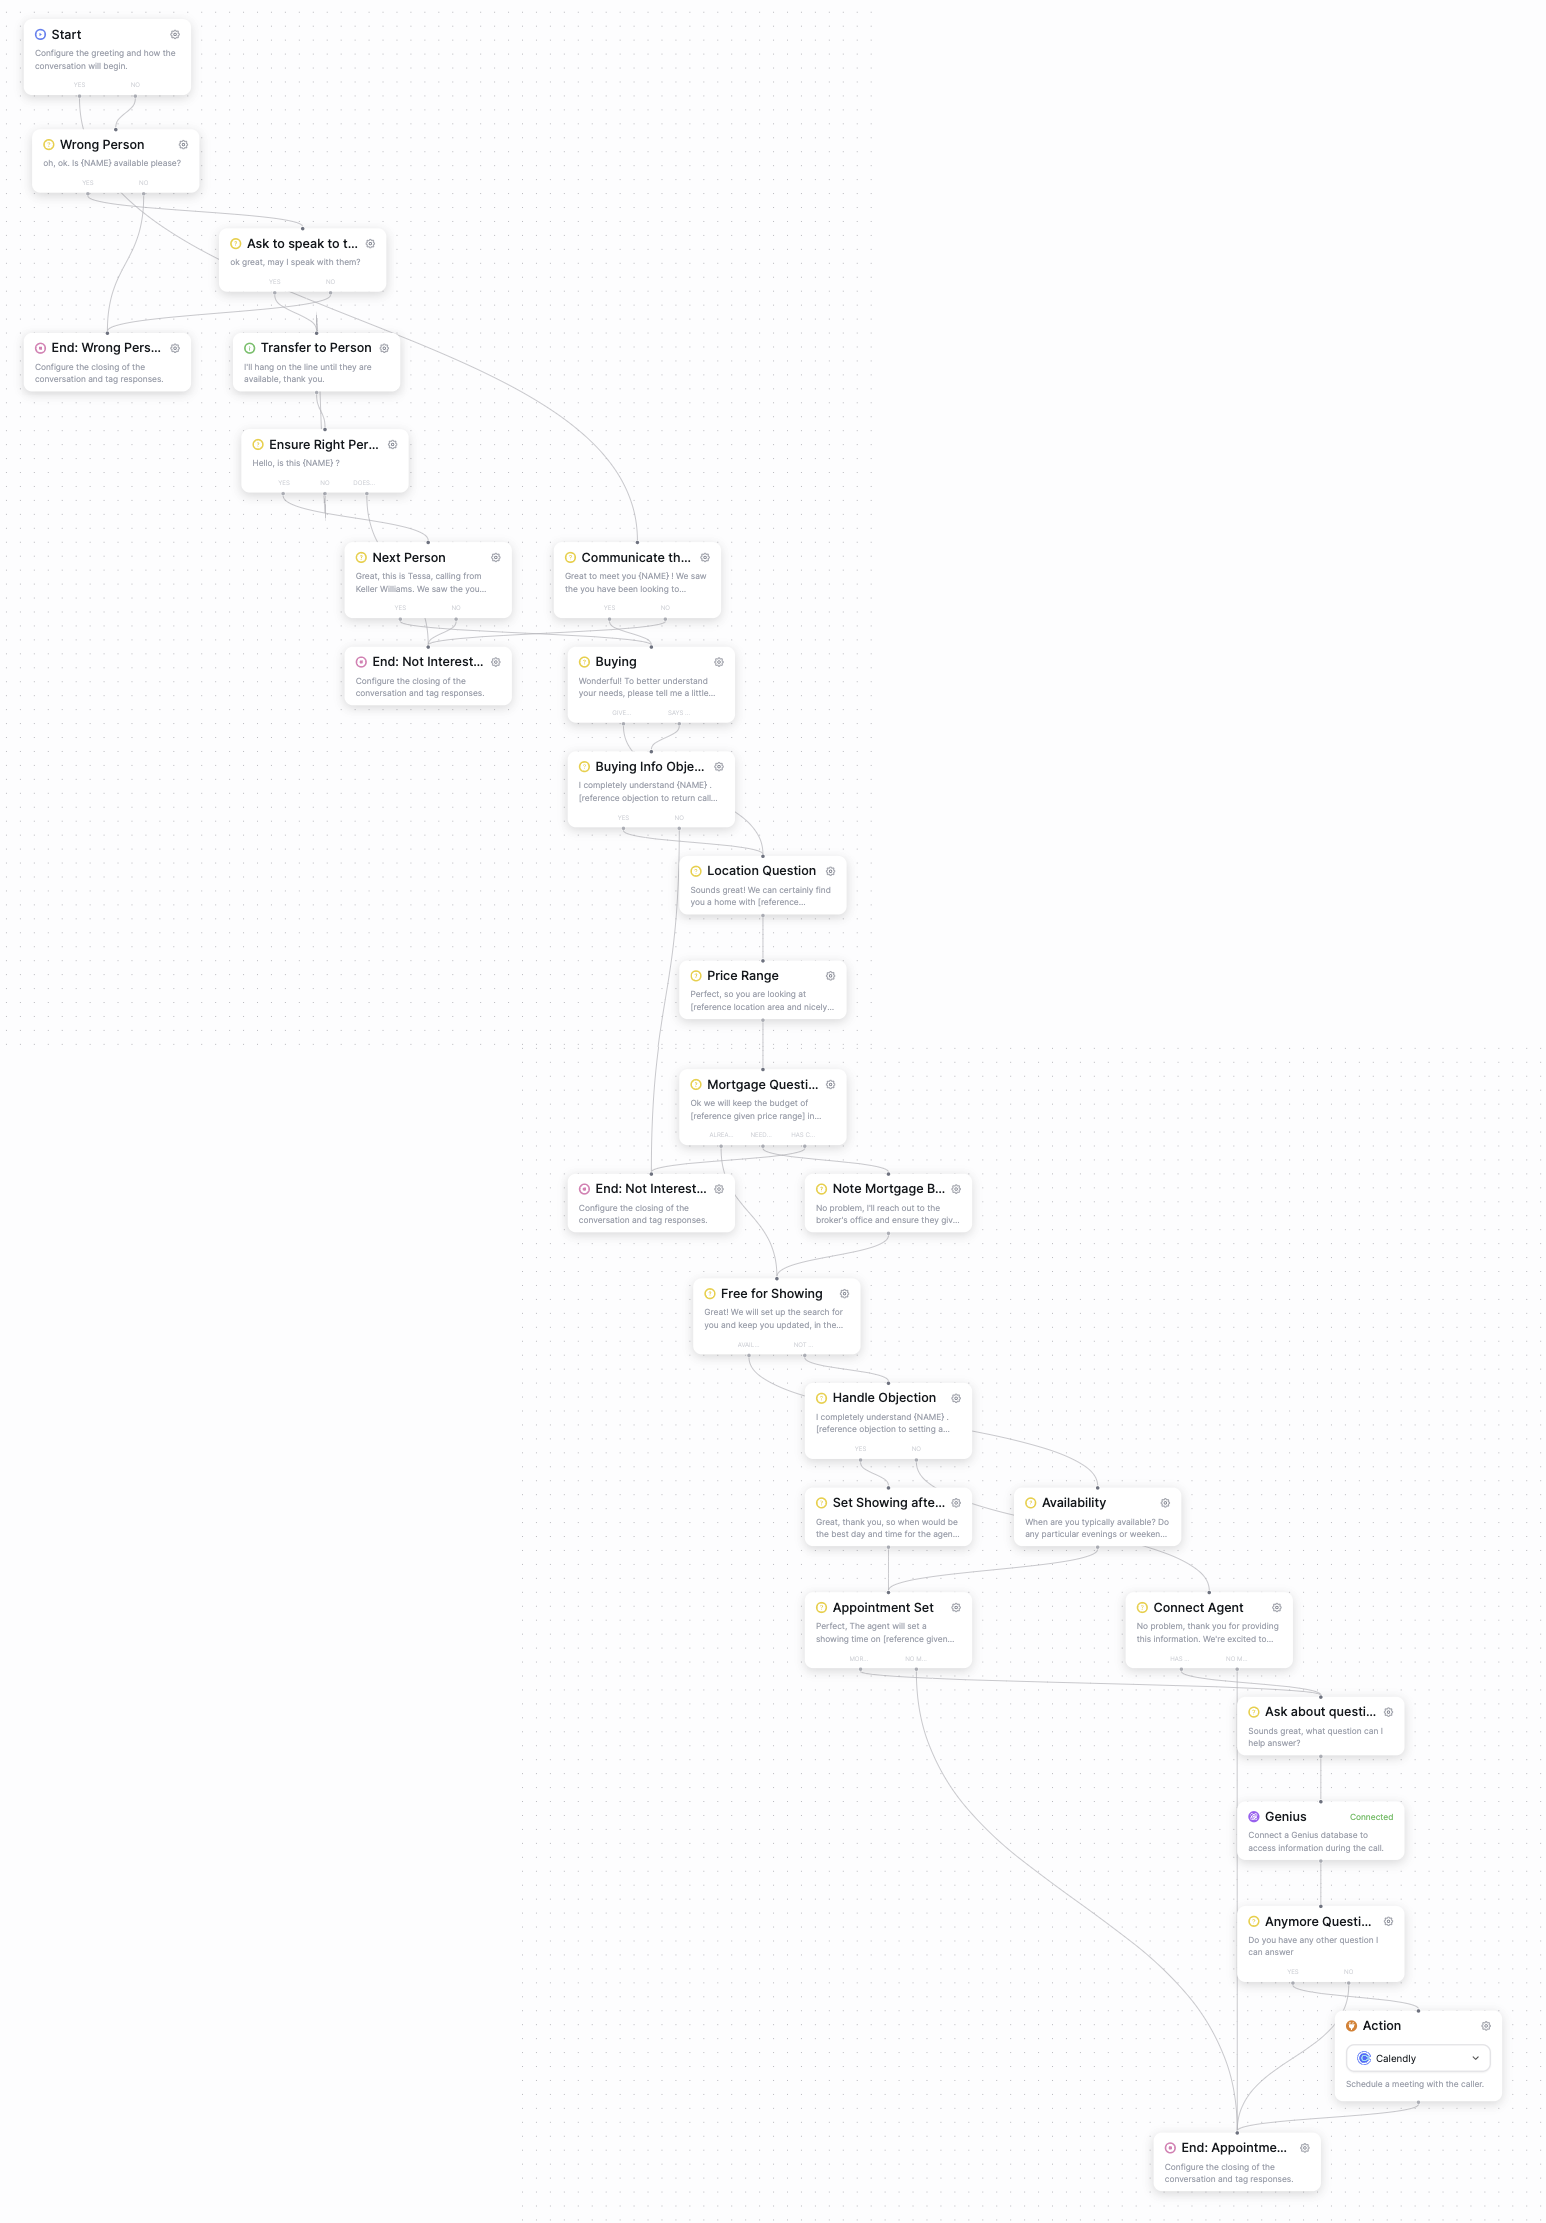 Start
Configure the greeting and how the
conversation will begin.
YES NO
Wrong Person
oh, ok. Is {NAME} available please?
YES NO
Ask to speak to t...
ok great, may I speak with them?
YES NO
End: Wrong Pers...
Configure the closing of the
conversation and tag responses.
Transfer to Person
I'll hang on the line until they are
available, thank you.
Ensure Right Per...
Hello, is this {NAME} ?
YES NO DOES...
Next Person
Great, this is Tessa, calling from
Keller Williams. We saw the you...
YES NO
Communicate th...
Great to meet you {NAME} ! We saw
the you have been looking to...
YES NO
End: Not Interest...
Configure the closing of the
conversation and tag responses.
Buying
Wonderful! To better understand
your needs, please tell me a little...
GIVE... SAYS...
Buying Info Obje...
I completely understand {NAME} .
[reference objection to return call...
YES NO
Location Question
Sounds great! We can certainly find
you a home with [reference...
Price Range
Perfect, so you are looking at
[reference location area and nicely...
Mortgage Questi...
Ok we will keep the budget of
[reference given price range] in...
ALREA... NEED... HAS C...
End: Not Interest...
Configure the closing of the
conversation and tag responses.
Note Mortgage B...
No problem, I'll reach out to the
broker's office and ensure they giv...
Free for Showing
Great! We will set up the search for
you and keep you updated, in the...
AVAIL... NOT ...
Handle Objection
I completely understand {NAME} .
[reference objection to setting a...
YES NO
Set Showing afte...
Great, thank you, so when would be
the best day and time for the agen...
Availability
When are you typically available? Do
any particular evenings or weeken...
Appointment Set
Perfect, The agent will set a
showing time on [reference given...
MOR... NO M...
Connect Agent
No problem, thank you for providing
this information. We're excited to...
HAS ... NO M...
Ask about questi...
Sounds great, what question can I
help answer?
Genius Connected
Connect a Genius database to
access information during the call.
Anymore Questi...
Do you have any other question I
can answer
YES NO
Action
Calendly
Schedule a meeting with the caller.
End: Appointme...
Configure the closing of the
conversation and tag responses.